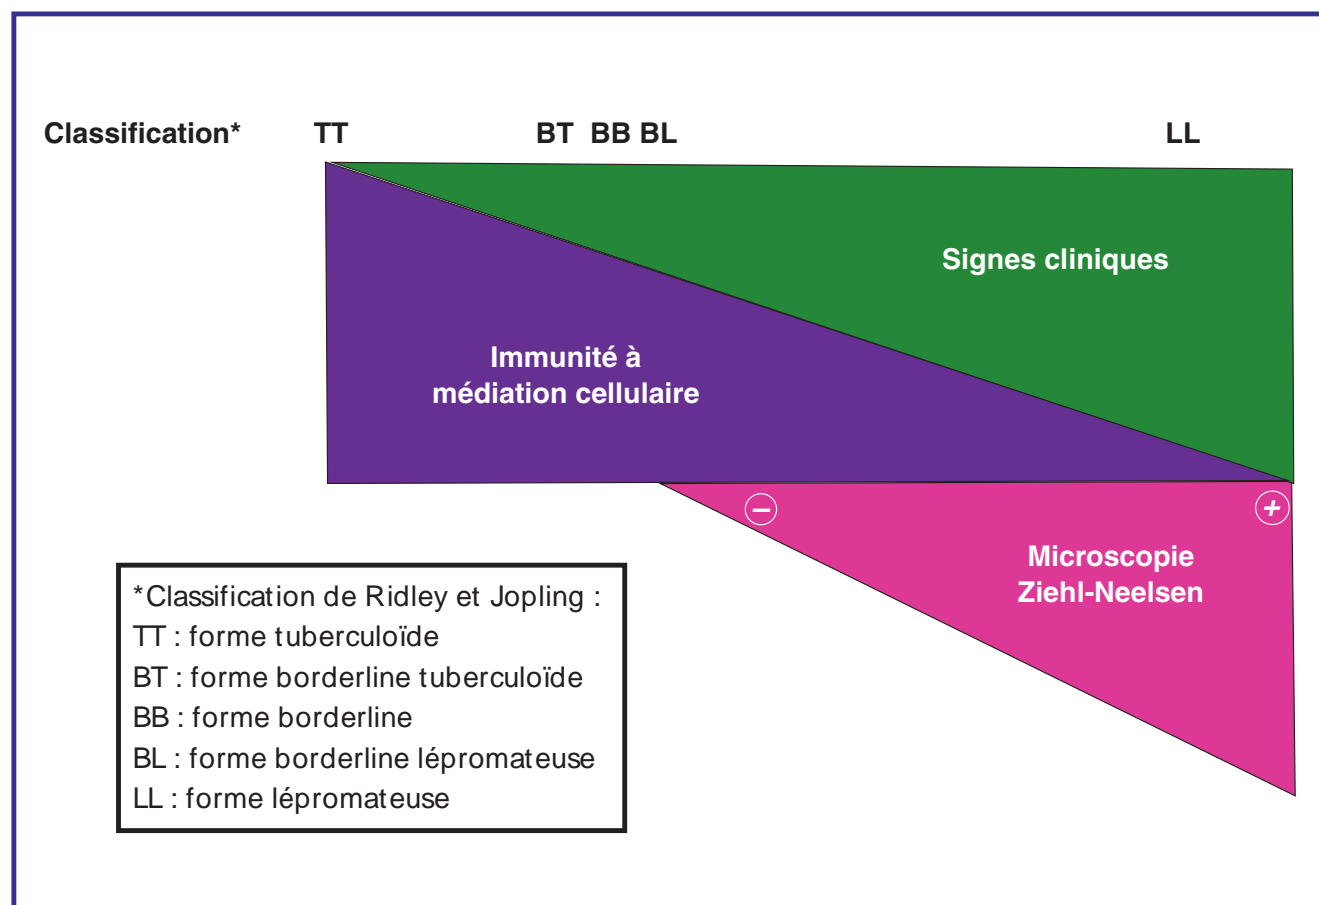 Classification* TT BT BB BL LL
Signes cliniques
Immunité à
médiation cellulaire
− +
Microscopie
Ziehl-Neelsen
*Classification de Ridley et Jopling :
TT : forme tuberculoïde
BT : forme borderline tuberculoïde
BB : forme borderline
BL : forme borderline lépromateuse
LL : forme lépromateuse